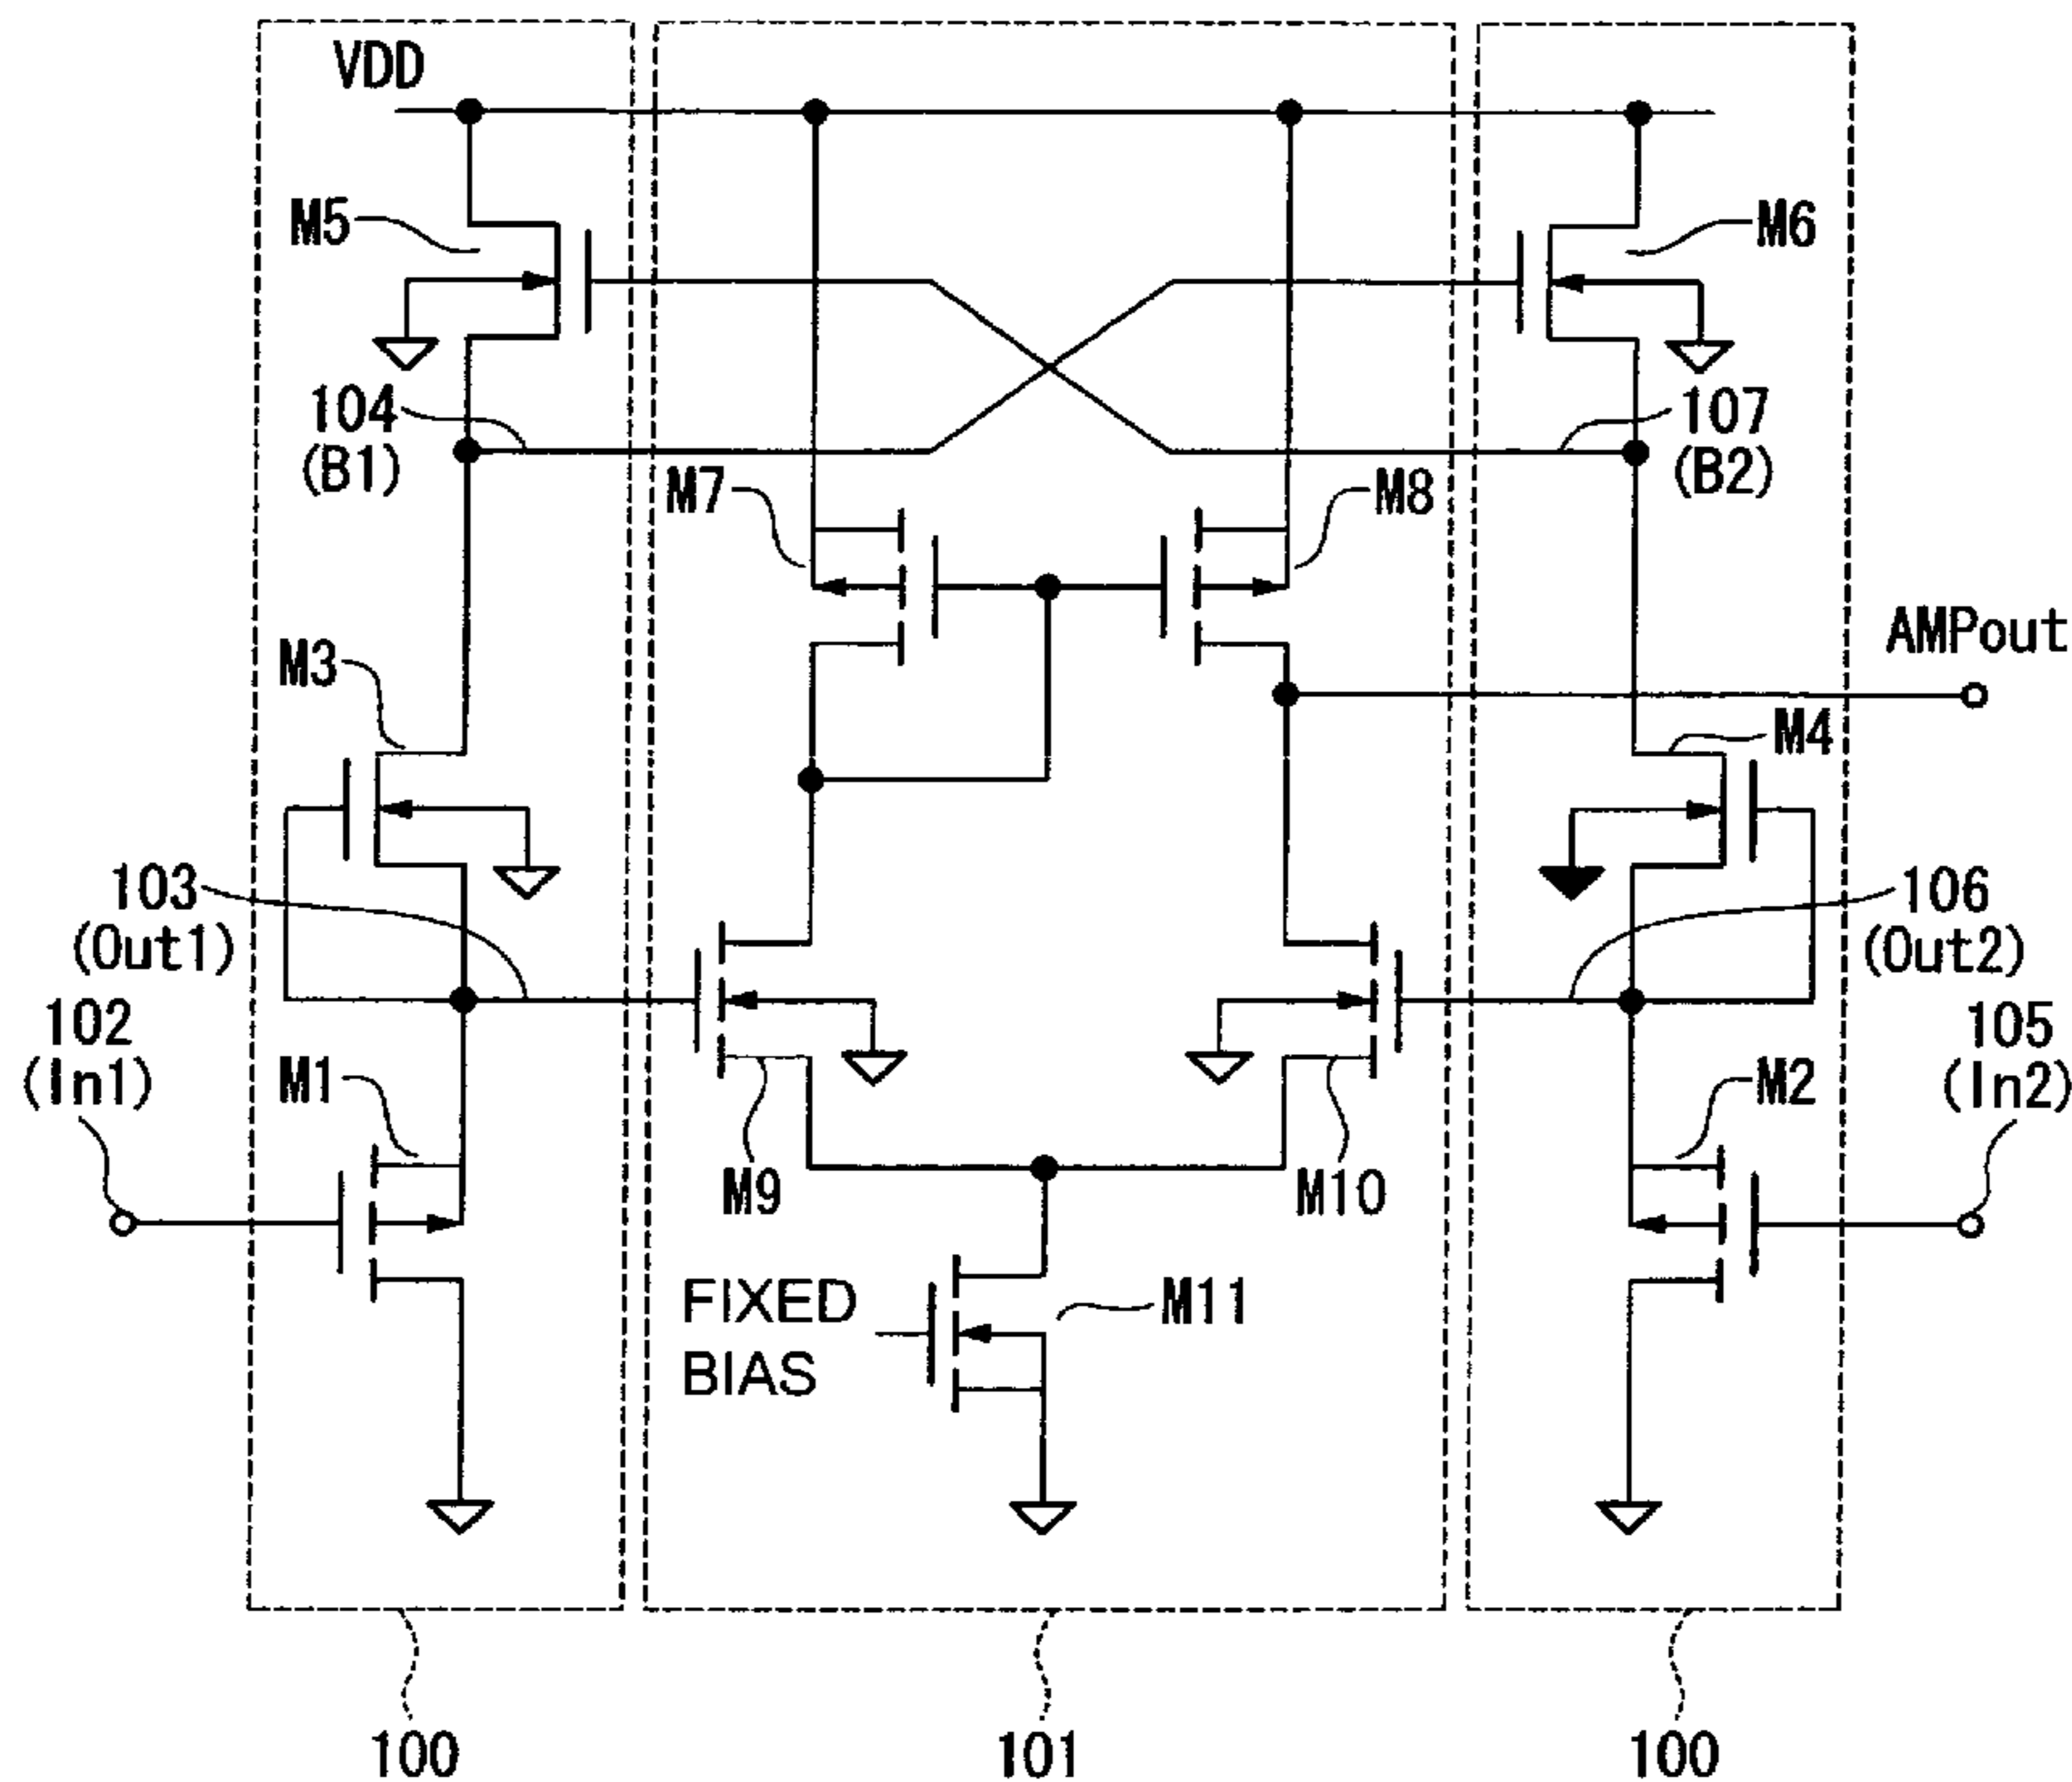 VDD
M5
M6
104
(B1)
107
(B2)
M7
M8
AMPout
M3
M4
103
(Out1)
106
(Out2)
102
(In1)
105
(In2)
M1
M2
M9
M10
FIXED
BIAS
M11
100
101
100